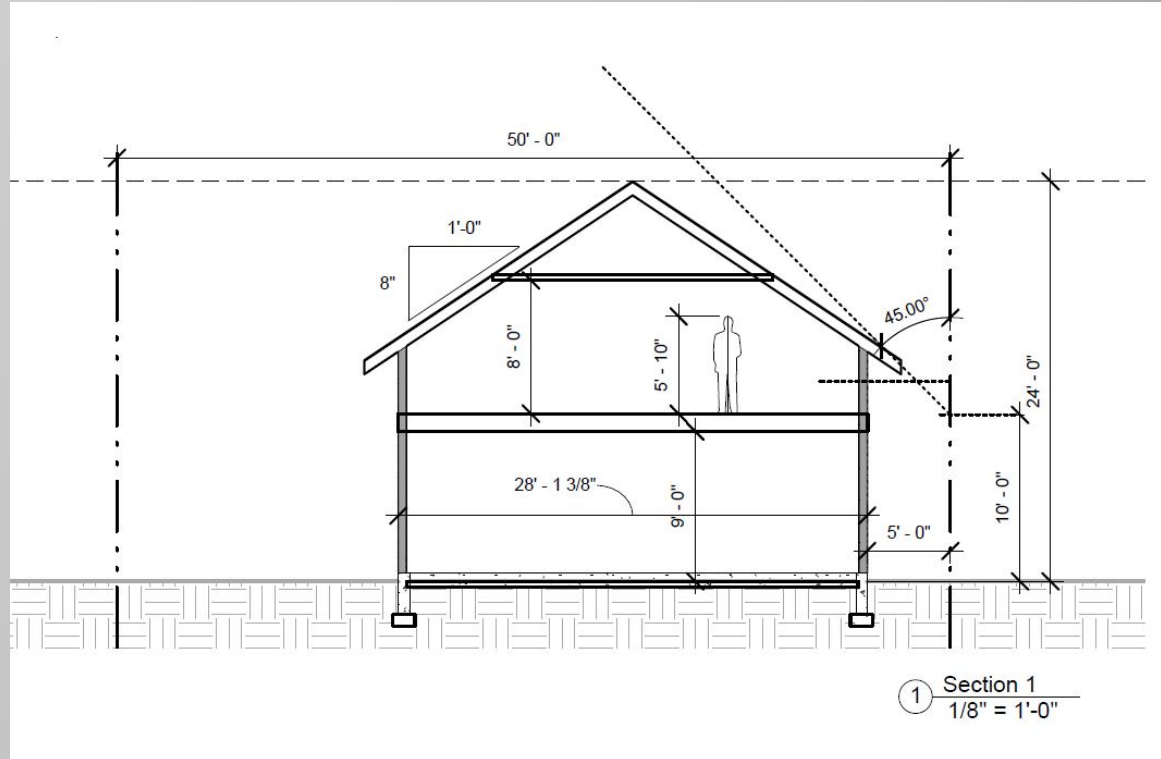 50' - 0"
1'-0"
8"
45.00°
8' - 0"
5' - 10"
24' - 0"
28' - 1 3/8"
9' - 0"
10' - 0"
5' - 0"
1 Section 1
1/8" = 1'-0"